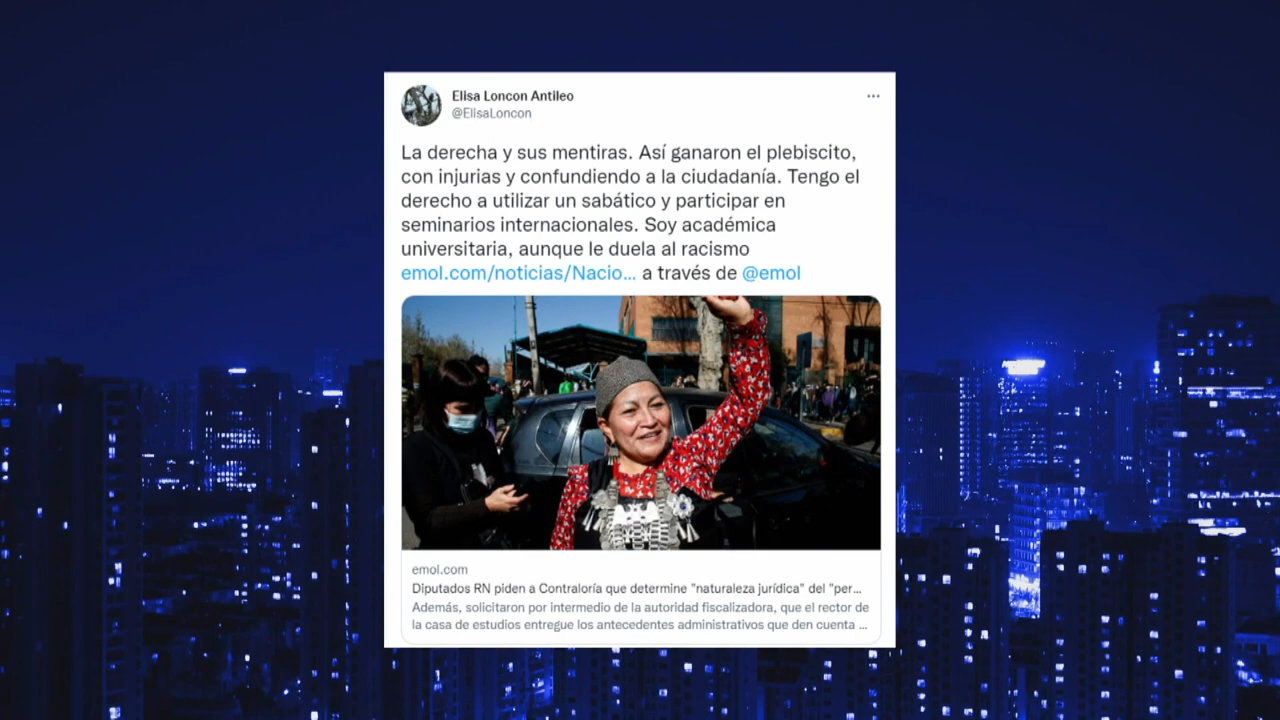 Elisa Loncon Antileo
@ElisaLoncon
La derecha y sus mentiras. Así ganaron el plebiscito,
con injurias y confundiendo a la ciudadanía. Tengo el
derecho a utilizar un sabático y participar en
seminarios internacionales. Soy académica
universitaria, aunque le duela al racismo
emol.com/noticias/Nacio... a través de @emol
emol.com
Diputados RN piden a Contraloría que determine "naturaleza jurídica" del "per...
Además, solicitaron por intermedio de la autoridad fiscalizadora, que el rector de
la casa de estudios entregue los antecedentes administrativos que den cuenta ...